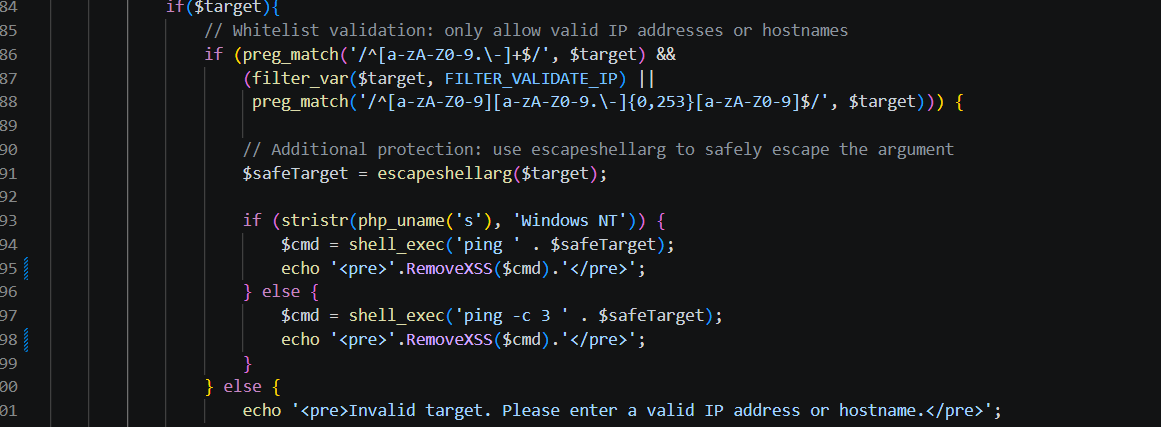 84 if($target){
85 // Whitelist validation: only allow valid IP addresses or hostnames
86 if (preg_match('/^[a-zA-Z0-9.\-]+$/', $target) &&
87 (filter_var($target, FILTER_VALIDATE_IP) ||
88 preg_match('/^[a-zA-Z0-9][a-zA-Z0-9.\-]{0,253}[a-zA-Z0-9]$/', $target))) {
89
90 // Additional protection: use escapeshellarg to safely escape the argument
91 $safeTarget = escapeshellarg($target);
92
93 if (stristr(php_uname('s'), 'Windows NT')) {
94 $cmd = shell_exec('ping ' . $safeTarget);
95 echo '<pre>'.RemoveXSS($cmd).'</pre>';
96 } else {
97 $cmd = shell_exec('ping -c 3 ' . $safeTarget);
98 echo '<pre>'.RemoveXSS($cmd).'</pre>';
99 }
00 } else {
01 echo '<pre>Invalid target. Please enter a valid IP address or hostname.</pre>';